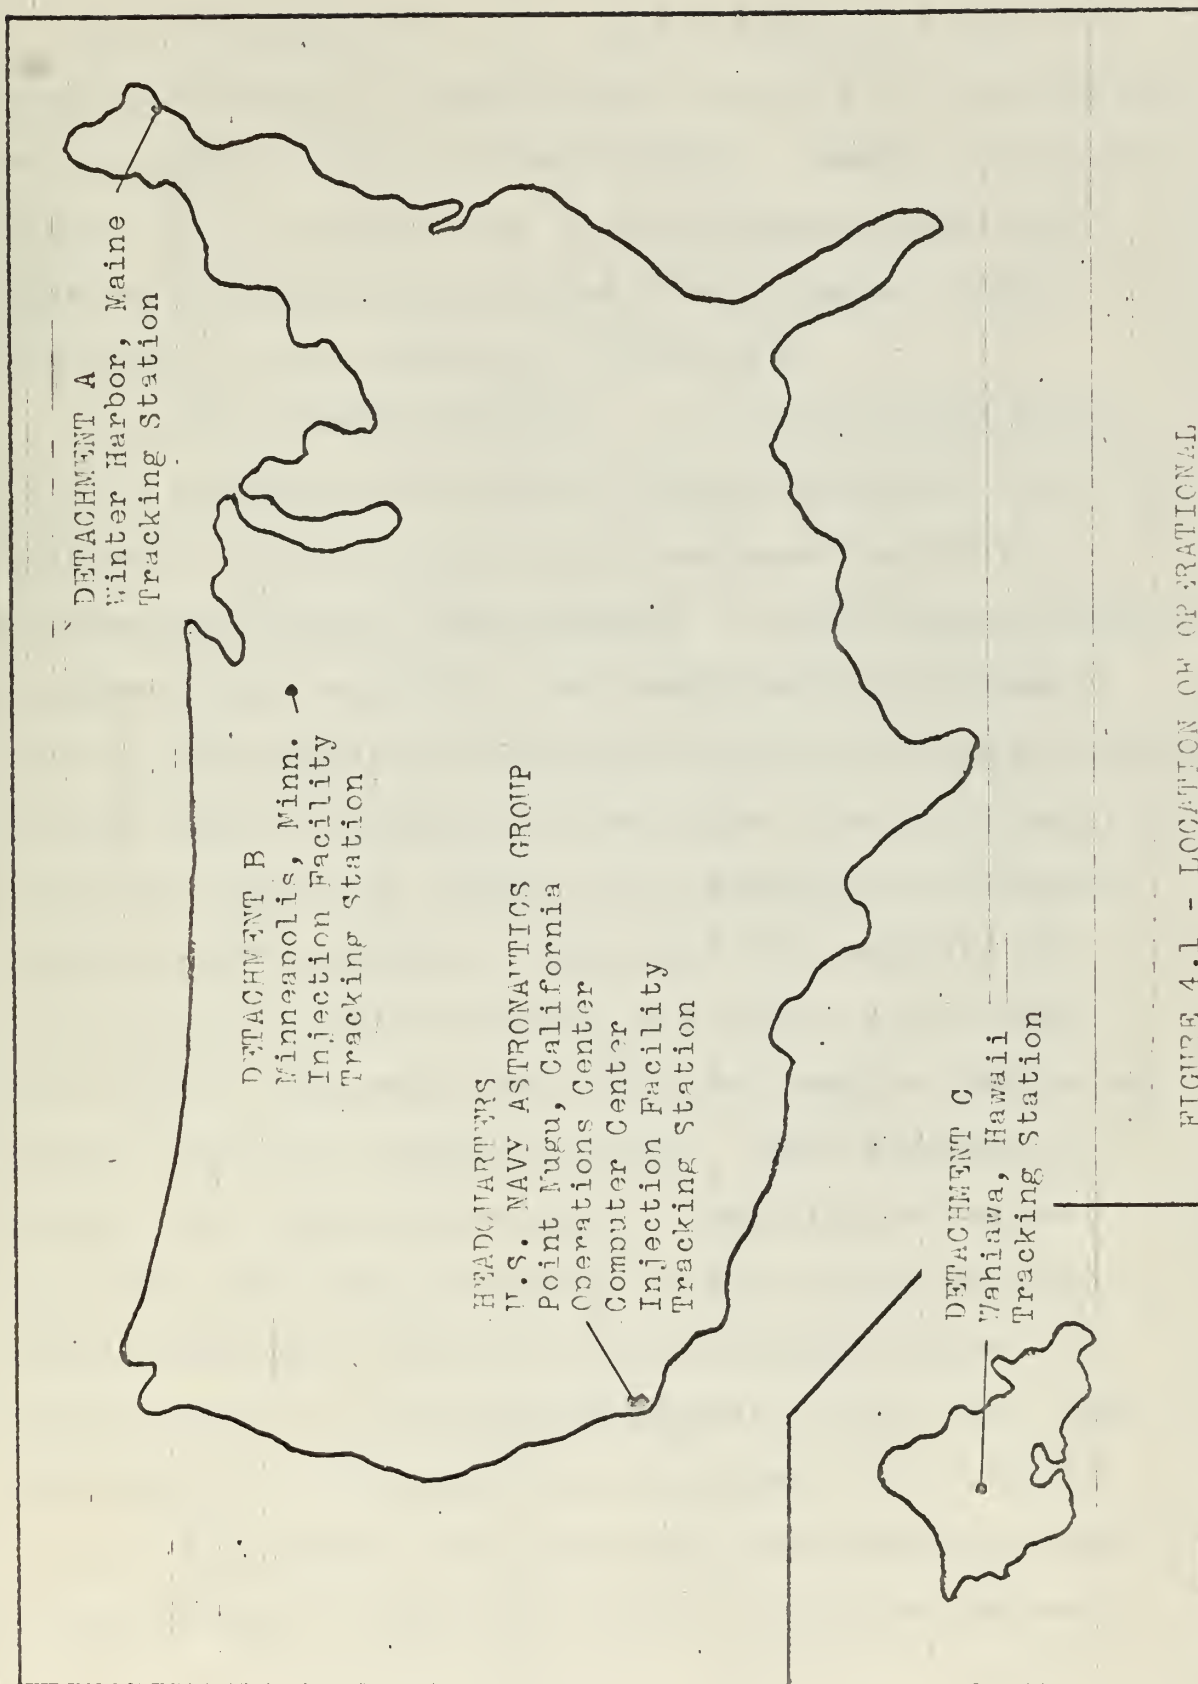 DETACHMENT A
Winter Harbor, Maine
Tracking Station
DETACHMENT B
Minneapolis, Minn.
Injection Facility
Tracking Station
HEADQUARTERS
U.S. NAVY ASTRONAUTICS GROUP
Point Mugu, California
Operations Center
Computer Center
Injection Facility
Tracking Station
DETACHMENT C
Wahiawa, Hawaii
Tracking Station
FIGURE 4.1 - LOCATION OF OPERATIONAL